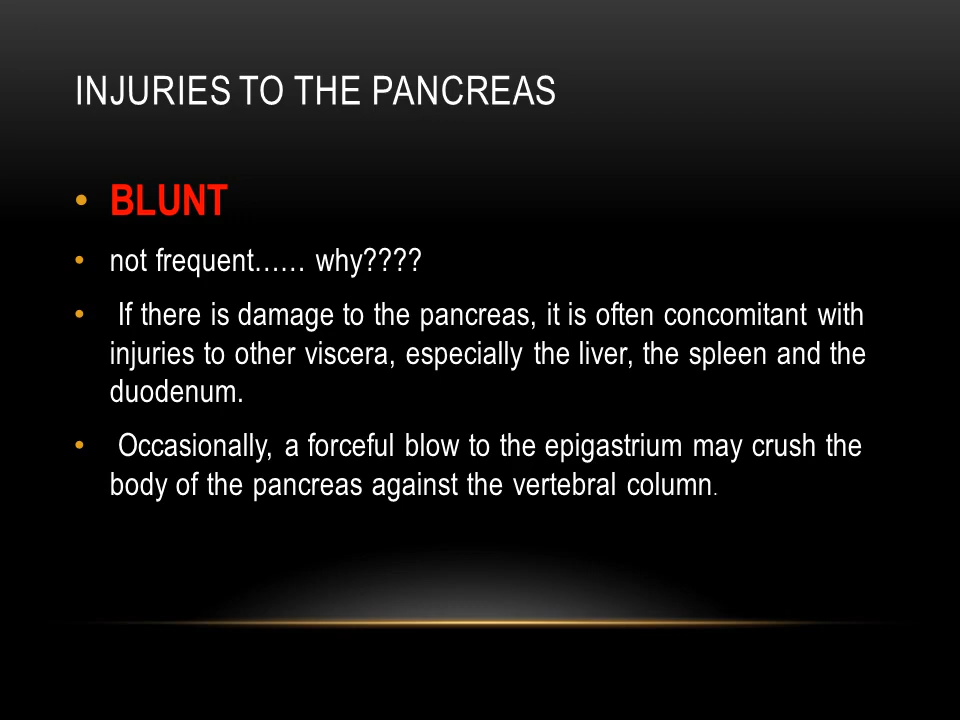 INJURIES TO THE PANCREAS
• BLUNT
• not frequent…… why????
• If there is damage to the pancreas, it is often concomitant with
injuries to other viscera, especially the liver, the spleen and the
duodenum.
• Occasionally, a forceful blow to the epigastrium may crush the
body of the pancreas against the vertebral column.